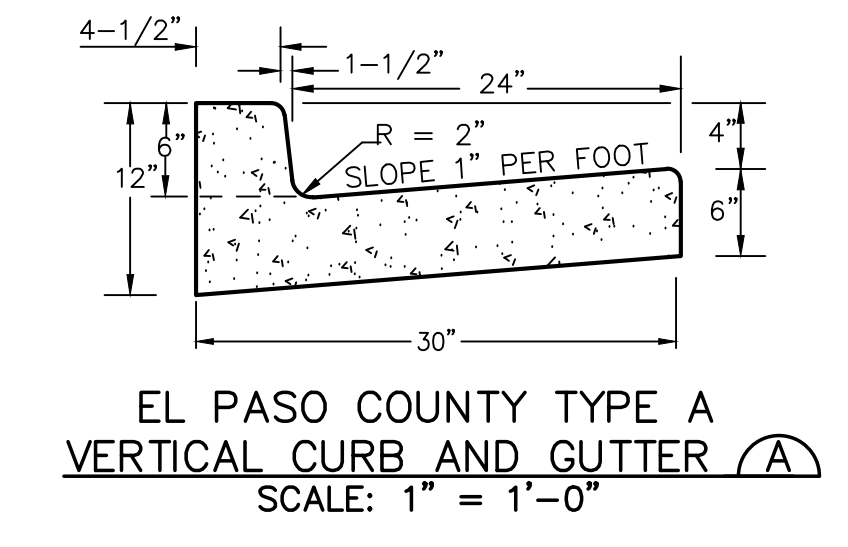 4-1/2"
1-1/2"
24"
R = 2"
6"
4"
SLOPE 1" PER FOOT
12"
6"
30"
EL PASO COUNTY TYPE A
VERTICAL CURB AND GUTTER A
SCALE: 1" = 1'-0"